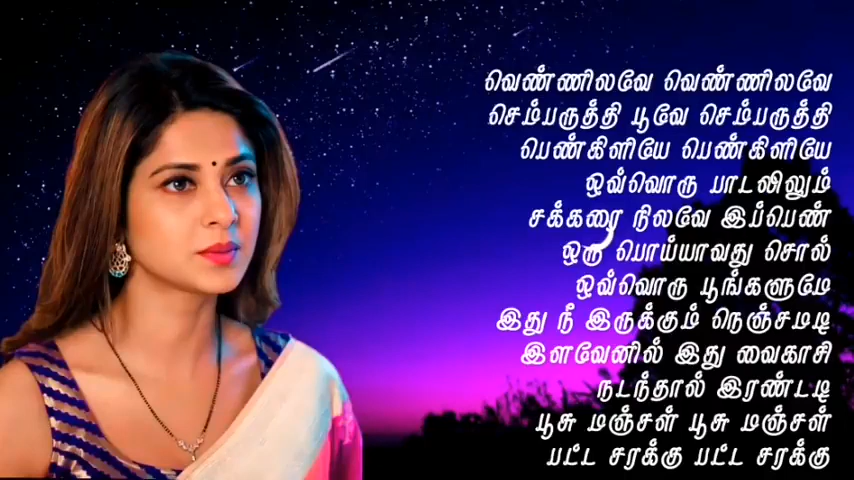 வெண்ணிலவே வெண்ணிலவே
செம்பருத்தி பூவே செம்பருத்தி
பெண்கிளியே பெண்கிளியே
ஒவ்வொரு பாடலிலும்
சக்கரை நிலவே இப்பெண்
ஒரு பொய்யாவது சொல்
ஒவ்வொரு பூங்களுமே
இது நீ இருக்கும் நெஞ்சமடி
இளவேனில் இது வைகாசி
நடந்தால் இரண்டடி
பூசு மஞ்சள் பூசு மஞ்சள்
பட்ட சரக்கு பட்ட சரக்கு